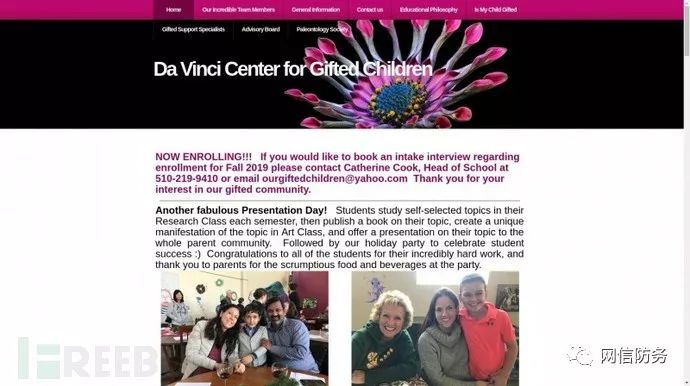 Home Our Incredible Team Members General Information Contact us Educational Philosophy Is My Child Gifted
Gifted Support Specialists Advisory Board Paleontology Society
Da Vinci Center for Gifted Children
NOW ENROLLING!!! If you would like to book an intake interview regarding
enrollment for Fall 2019 please contact Catherine Cook, Head of School at
510-219-9410 or email ourgiftedchildren@yahoo.com Thank you for your
interest in our gifted community.
Another fabulous Presentation Day! Students study self-selected topics in their
Research Class each semester, then publish a book on their topic, create a unique
manifestation of the topic in Art Class, and offer a presentation on their topic to the
whole parent community. Followed by our holiday party to celebrate student
success :) Congratulations to all of the students for their incredibly hard work, and
thank you to parents for the scrumptious food and beverages at the party.
网信防务